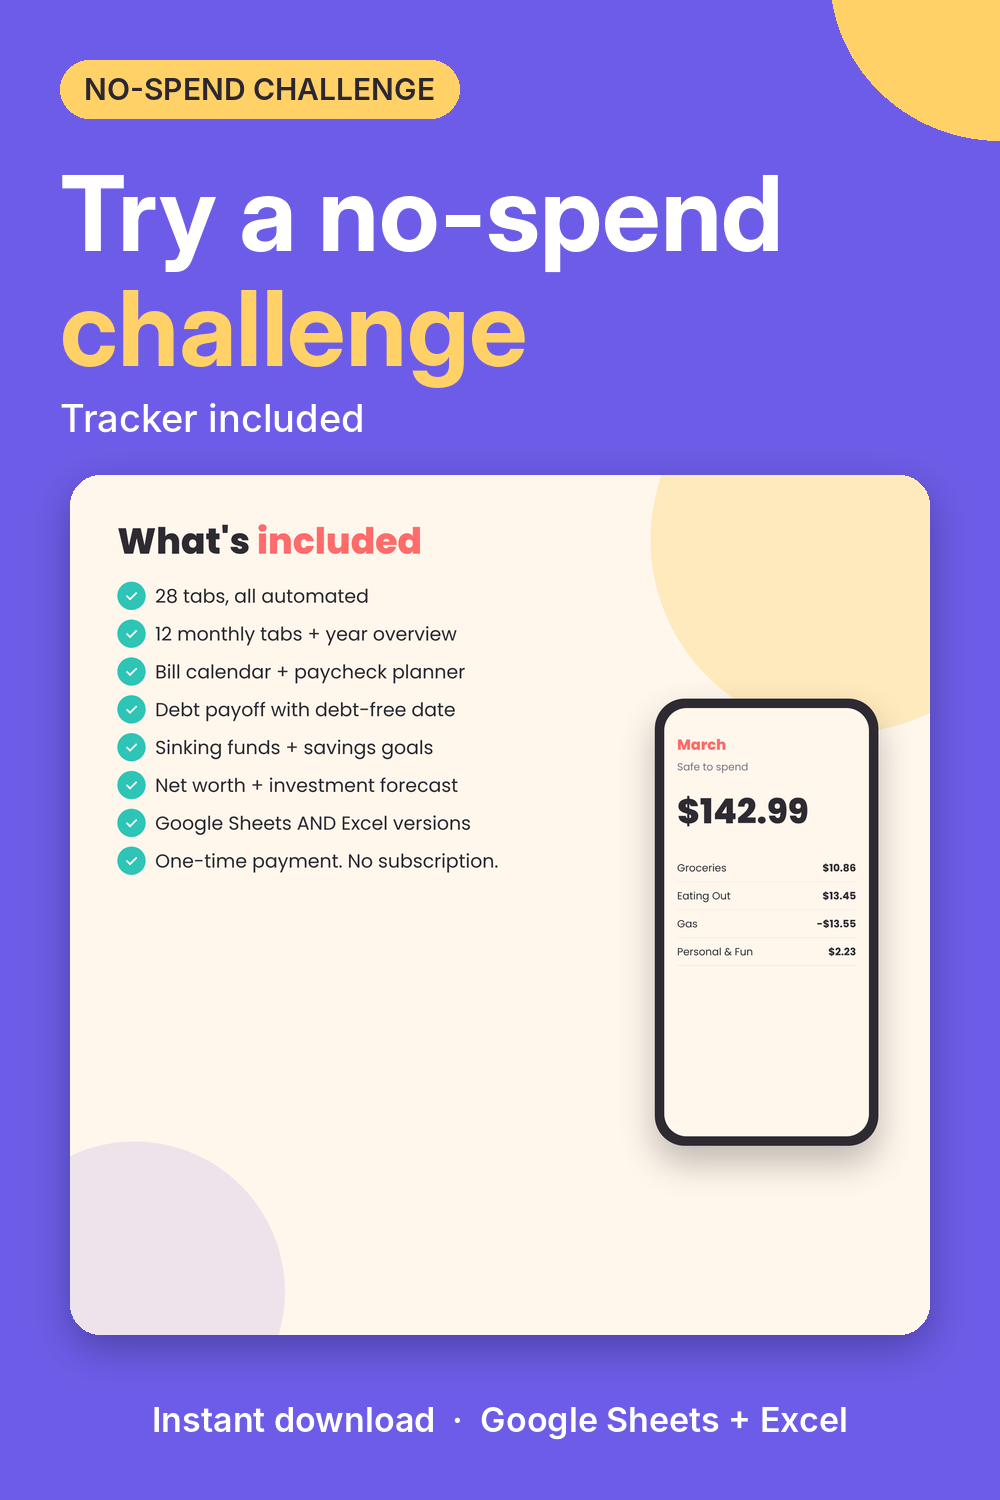 NO-SPEND CHALLENGE
Try a no-spend
challenge
Tracker included
What's included
28 tabs, all automated
12 monthly tabs + year overview
Bill calendar + paycheck planner
Debt payoff with debt-free date
Sinking funds + savings goals
Net worth + investment forecast
Google Sheets AND Excel versions
One-time payment. No subscription.
March
Safe to spend
$142.99
Groceries $10.86
Eating Out $13.45
Gas -$13.55
Personal & Fun $2.23
Instant download · Google Sheets + Excel